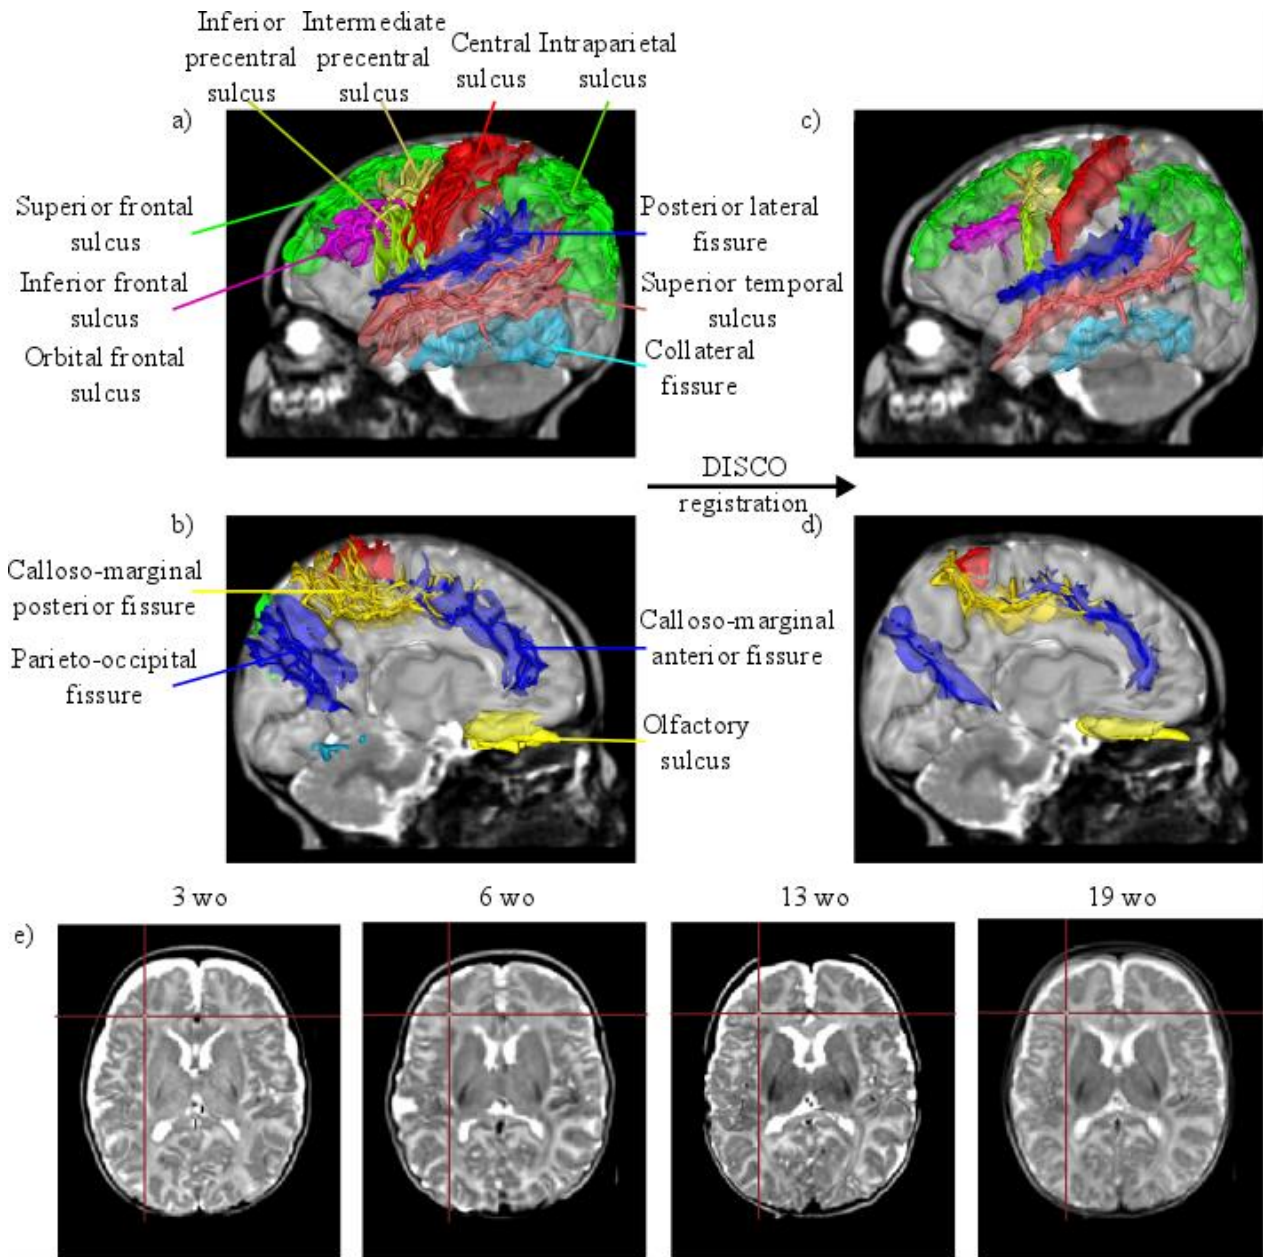 Inferior
precentral
sulcus
Intermediate
precentral
sulcus
Central
sulcus
Intraparietal
sulcus
a)
c)
Superior frontal
sulcus
Inferior frontal
sulcus
Orbital frontal
sulcus
Posterior lateral
fissure
Superior temporal
sulcus
Collateral
fissure
DISCO
registration
b)
d)
Calloso-marginal
posterior fissure
Parieto-occipital
fissure
Calloso-marginal
anterior fissure
Olfactory
sulcus
e)
3 wo
6 wo
13 wo
19 wo